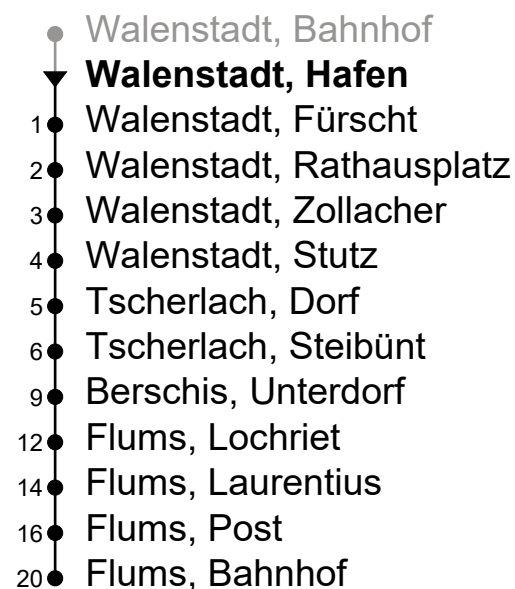 Walenstadt, Bahnhof
Walenstadt, Hafen
1 Walenstadt, Fürscht
2 Walenstadt, Rathausplatz
3 Walenstadt, Zollacher
4 Walenstadt, Stutz
5 Tscherlach, Dorf
6 Tscherlach, Steibünt
9 Berschis, Unterdorf
12 Flums, Lochriet
14 Flums, Laurentius
16 Flums, Post
20 Flums, Bahnhof